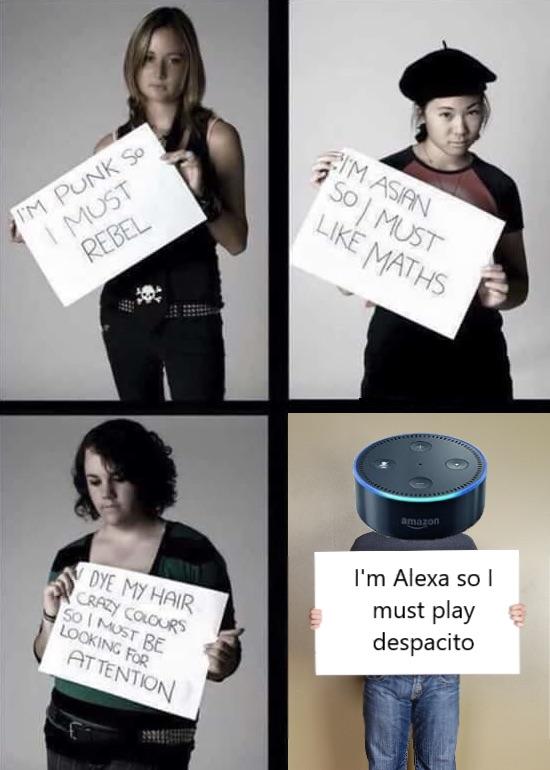 I'M PUNK SO
I MUST
REBEL
I'M ASIAN
SO I MUST
LIKE MATHS
I DYE MY HAIR
CRAZY COLOURS
SO I MUST BE
LOOKING FOR
ATTENTION
amazon
I'm Alexa so I
must play
despacito